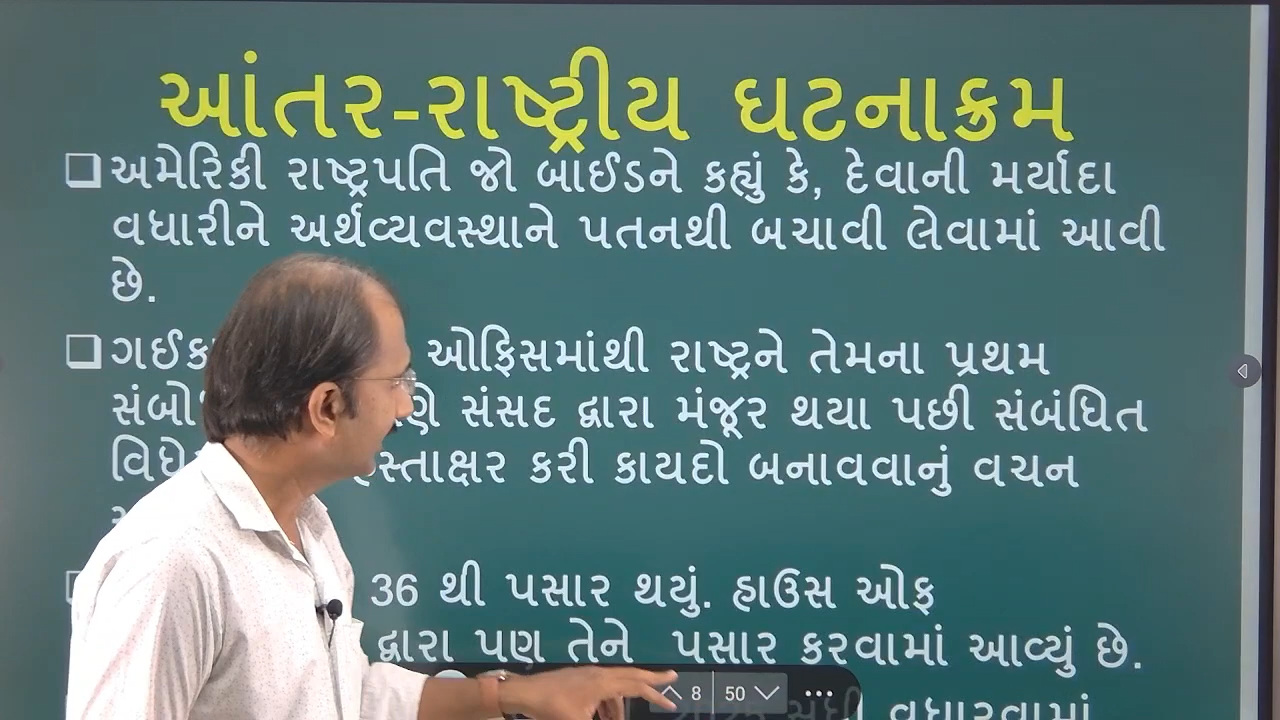 આંતર-રાષ્ટ્રીય ઘટનાક્રમ
અમેરિકી રાષ્ટ્રપતિ જો બાઈડને કહ્યું કે, દેવાની મર્યાદા
વધારીને અર્થવ્યવસ્થાને પતનથી બચાવી લેવામાં આવી
છે.
ઓફિસમાંથી રાષ્ટ્રને તેમના પ્રથમ
સંસદ દ્વારા મંજૂર થયા પછી સંબંધિત
કરી કાયદો બનાવવાનું વચન
36 થી પસાર થયું. હાઉસ ઓફ
દ્વારા પણ તેને પસાર કરવામાં આવ્યું છે.
8 50
વધારવામાં